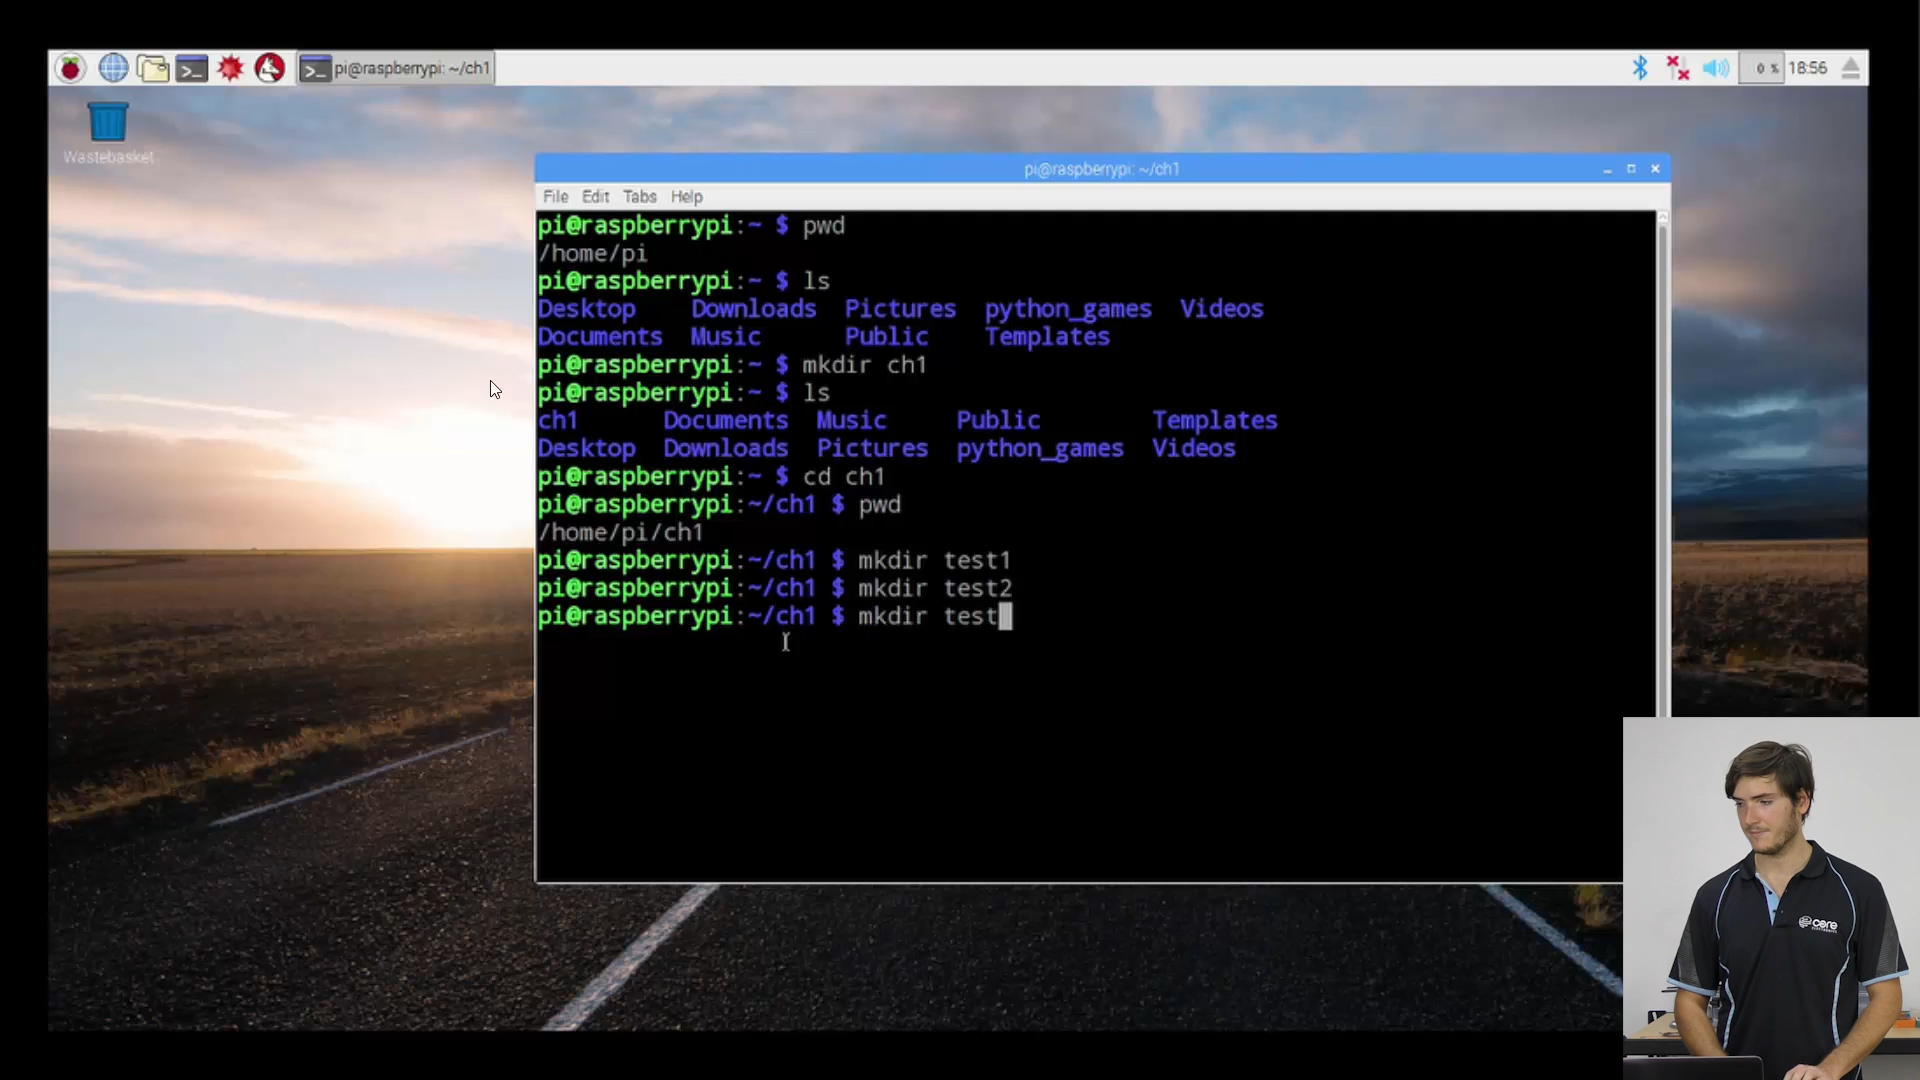 pi@raspberrypi: ~/ch1
0 %
18:56
Wastebasket
pi@raspberrypi: ~/ch1
File Edit Tabs Help
pi@raspberrypi:~ $ pwd
/home/pi
pi@raspberrypi:~ $ ls
Desktop Downloads Pictures python_games Videos
Documents Music Public Templates
pi@raspberrypi:~ $ mkdir ch1
pi@raspberrypi:~ $ ls
ch1 Documents Music Public Templates
Desktop Downloads Pictures python_games Videos
pi@raspberrypi:~ $ cd ch1
pi@raspberrypi:~/ch1 $ pwd
/home/pi/ch1
pi@raspberrypi:~/ch1 $ mkdir test1
pi@raspberrypi:~/ch1 $ mkdir test2
pi@raspberrypi:~/ch1 $ mkdir test
core
ELECTRONICS